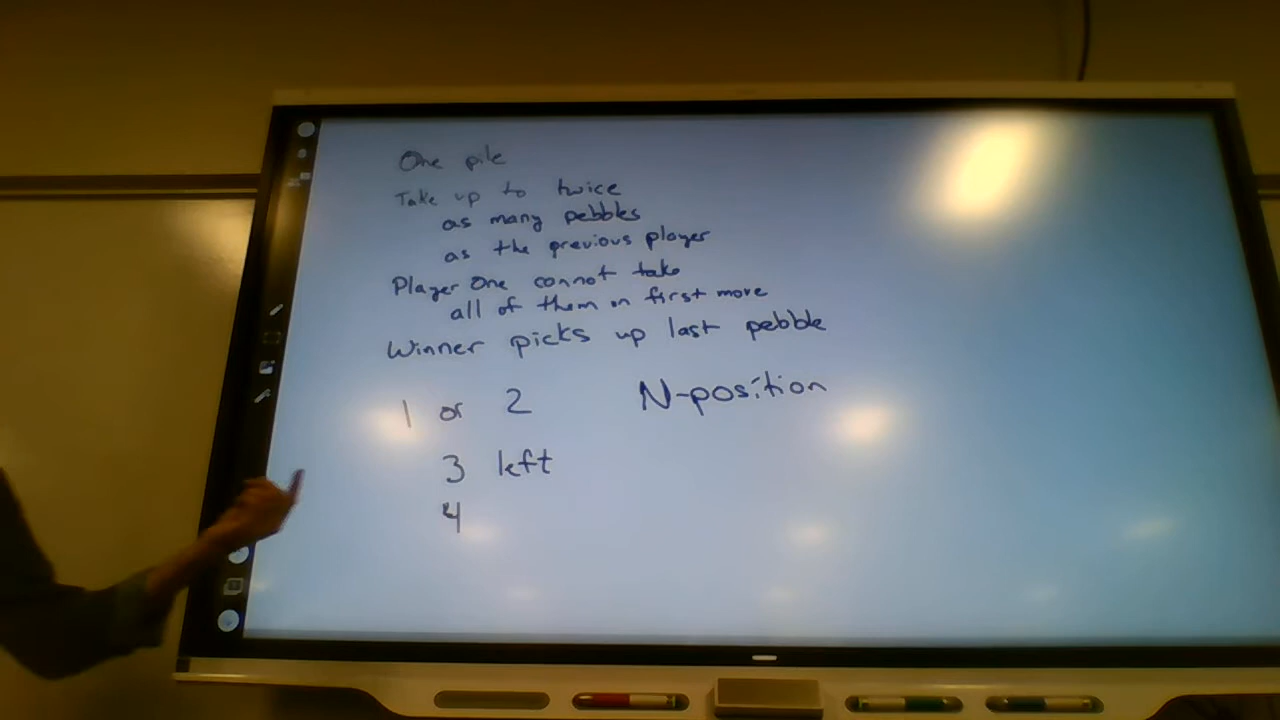 One pile
Take up to twice
as many pebbles
as the previous player
Player One cannot take
all of them on first move
Winner picks up last pebble
1 or 2 N-position
3 left
4